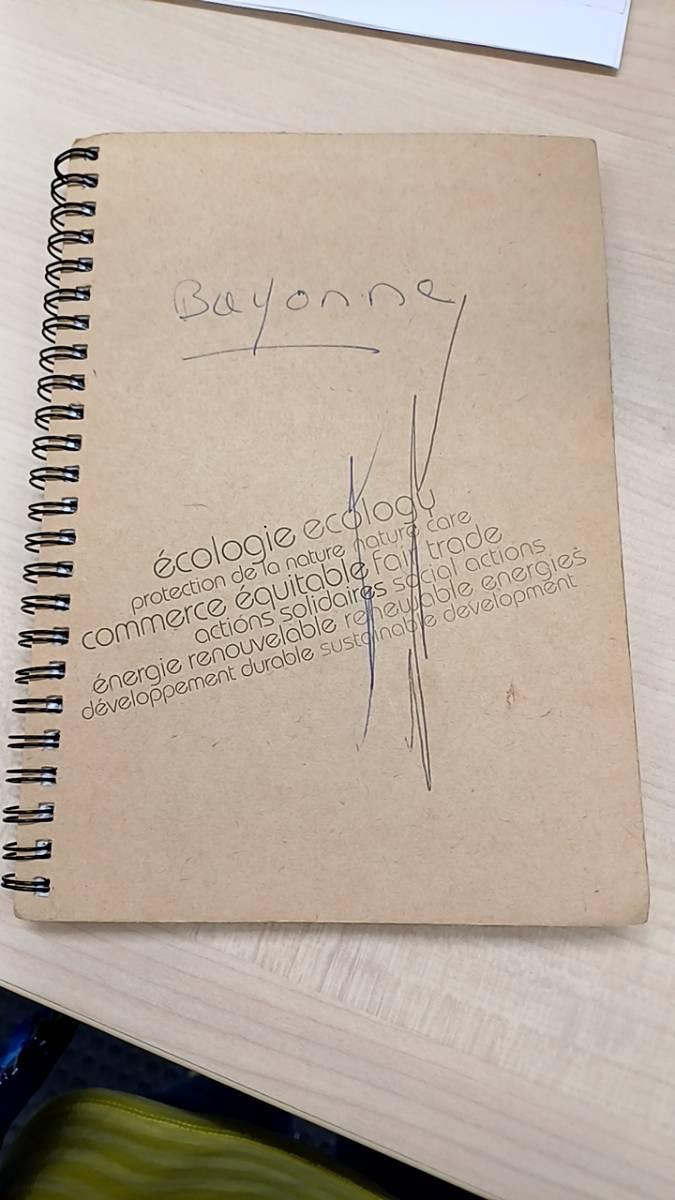 Bayonne
écologie ecology
protection de la nature nature care
commerce équitable fair trade
actions solidaires social actions
énergie renouvelable renewable energies
développement durable sustainable development